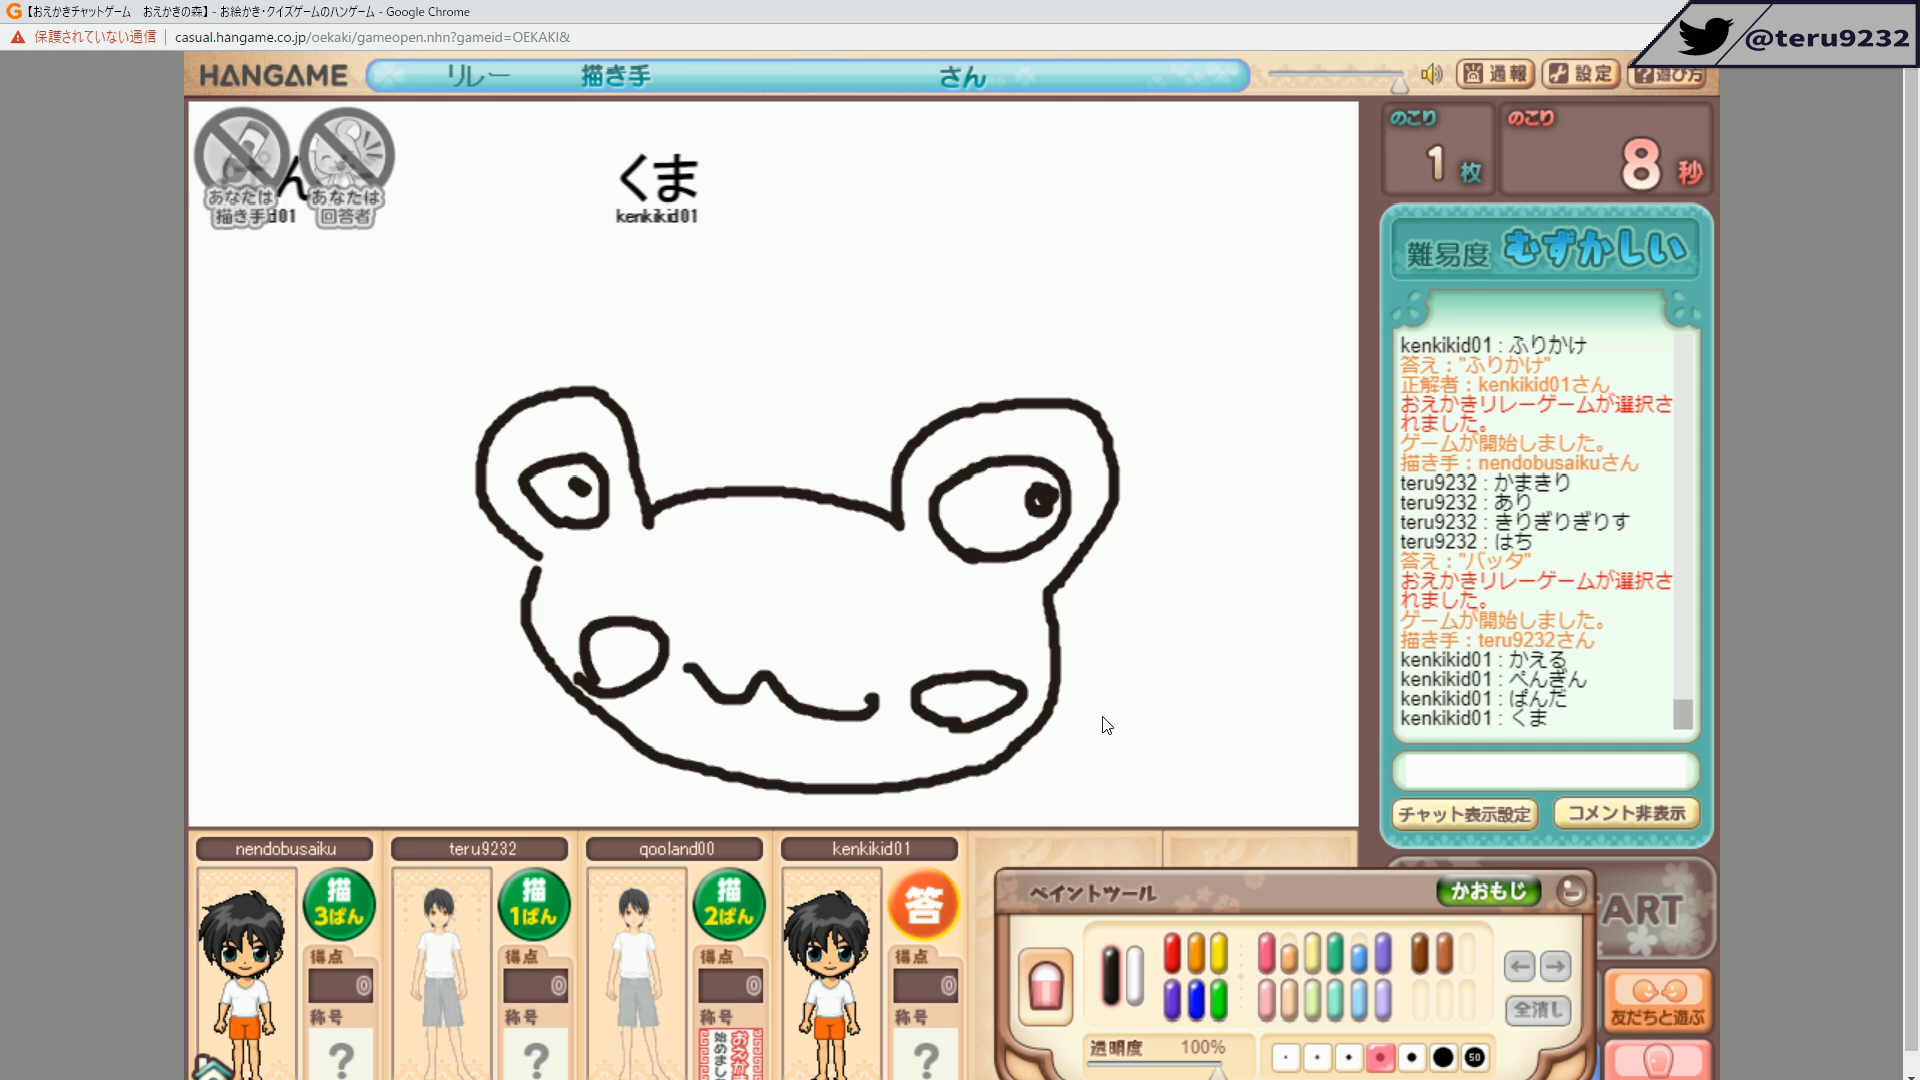 【おえかきチャットゲーム　おえかきの森】 - お絵かき・クイズゲームのハンゲーム - Google Chrome
保護されていない通信
casual.hangame.co.jp/oekaki/gameopen.nhn?gameid=OEKAKI&
@teru9232
HANGAME
リレー 描き手 さん
通報
設定
遊び方
あなたは
描き手
あなたは
回答者
ん
d01
くま
kenkikid01
のこり
1枚
のこり
8秒
難易度 むずかしい
kenkikid01 : ふりかけ
答え："ふりかけ"
正解者：kenkikid01さん
おえかきリレーゲームが選択さ
れました。
ゲームが開始しました。
描き手：nendobusaikuさん
teru9232 : かまきり
teru9232 : あり
teru9232 : きりぎりぎりす
teru9232 : はち
答え："バッタ"
おえかきリレーゲームが選択さ
れました。
ゲームが開始しました。
描き手：teru9232さん
kenkikid01 : かえる
kenkikid01 : ぺんぎん
kenkikid01 : ぱんだ
kenkikid01 : くま
チャット表示設定
コメント非表示
nendobusaiku
描
3ばん
得点
0
称号
?
teru9232
描
1ばん
得点
0
称号
?
qooland00
描
2ばん
得点
0
称号
おえか
始めまし
kenkikid01
答
得点
0
称号
?
ペイントツール
かおもじ
全消し
透明度 100%
50
ART
友だちと遊ぶ